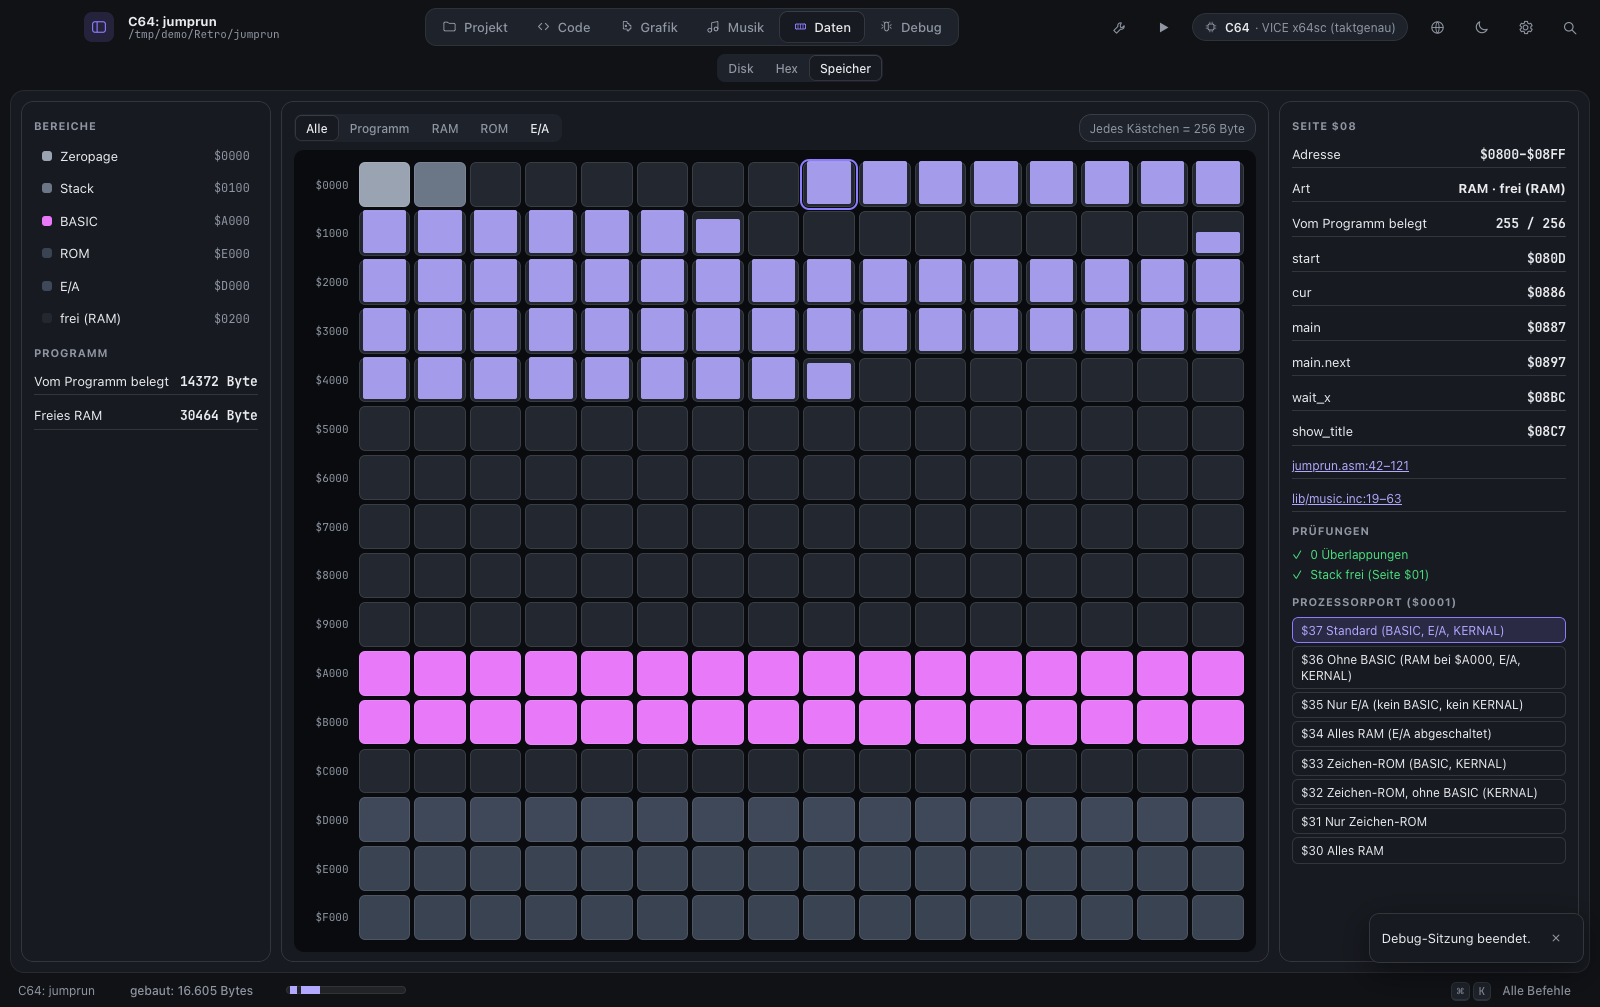 C64: jumprun
/tmp/demo/Retro/jumprun
Projekt
Code
Grafik
Musik
Daten
Debug
C64 · VICE x64sc (taktgenau)
Disk
Hex
Speicher
BEREICHE
Zeropage $0000
Stack $0100
BASIC $A000
ROM $E000
E/A $D000
frei (RAM) $0200
PROGRAMM
Vom Programm belegt 14372 Byte
Freies RAM 30464 Byte
Alle
Programm
RAM
ROM
E/A
Jedes Kästchen = 256 Byte
$0000
$1000
$2000
$3000
$4000
$5000
$6000
$7000
$8000
$9000
$A000
$B000
$C000
$D000
$E000
$F000
SEITE $08
Adresse $0800–$08FF
Art RAM · frei (RAM)
Vom Programm belegt 255 / 256
start $080D
cur $0886
main $0887
main.next $0897
wait_x $08BC
show_title $08C7
jumprun.asm:42–121
lib/music.inc:19–63
PRÜFUNGEN
✓ 0 Überlappungen
✓ Stack frei (Seite $01)
PROZESSORPORT ($0001)
$37 Standard (BASIC, E/A, KERNAL)
$36 Ohne BASIC (RAM bei $A000, E/A,
KERNAL)
$35 Nur E/A (kein BASIC, kein KERNAL)
$34 Alles RAM (E/A abgeschaltet)
$33 Zeichen-ROM (BASIC, KERNAL)
$32 Zeichen-ROM, ohne BASIC (KERNAL)
$31 Nur Zeichen-ROM
$30 Alles RAM
Debug-Sitzung beendet. ×
C64: jumprun
gebaut: 16.605 Bytes
⌘ K Alle Befehle